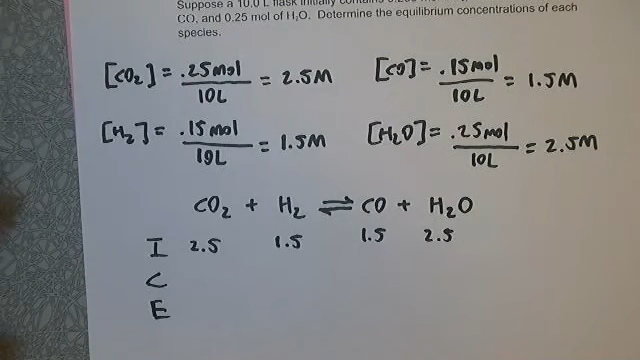 Suppose a 10.0 L flask initially contains
CO, and 0.25 mol of H₂O. Determine the equilibrium concentrations of each
species.
[CO₂] = .25mol / 10L = 2.5M [CO] = .15mol / 10L = 1.5M
[H₂] = .15mol / 10L = 1.5M [H₂O] = .25mol / 10L = 2.5M
CO₂ + H₂ ⇌ CO + H₂O
I 2.5 1.5 1.5 2.5
C
E